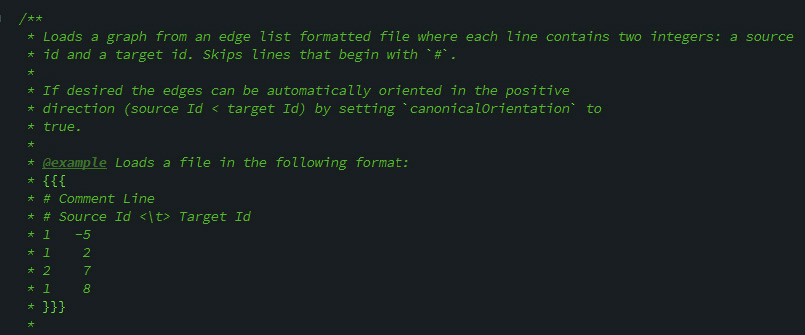 /**
* Loads a graph from an edge list formatted file where each line contains two integers: a source
* id and a target id. Skips lines that begin with `#`.
*
* If desired the edges can be automatically oriented in the positive
* direction (source Id < target Id) by setting `canonicalOrientation` to
* true.
*
* @example Loads a file in the following format:
* {{{
* # Comment Line
* # Source Id <\t> Target Id
* 1   -5
* 1    2
* 2    7
* 1    8
* }}}
*